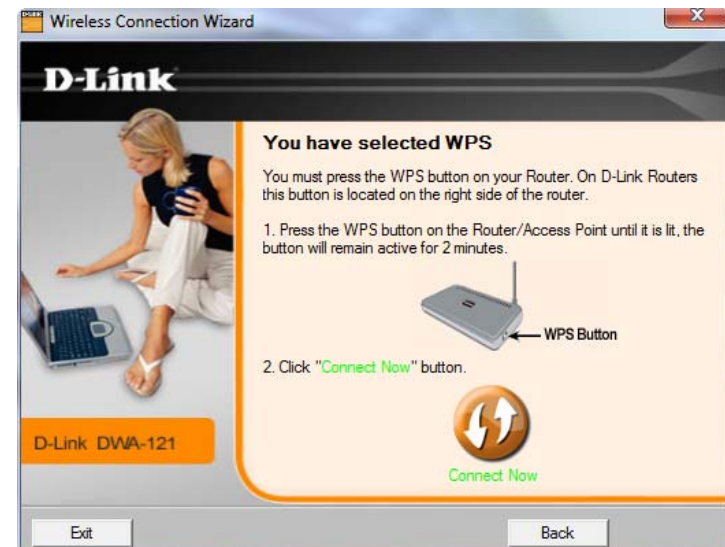 Wireless Connection Wizard
D-Link
You have selected WPS
You must press the WPS button on your Router. On D-Link Routers
this button is located on the right side of the router.
1. Press the WPS button on the Router/Access Point until it is lit, the
button will remain active for 2 minutes.
WPS Button
2. Click "Connect Now" button.
D-Link DWA-121
Connect Now
Exit
Back